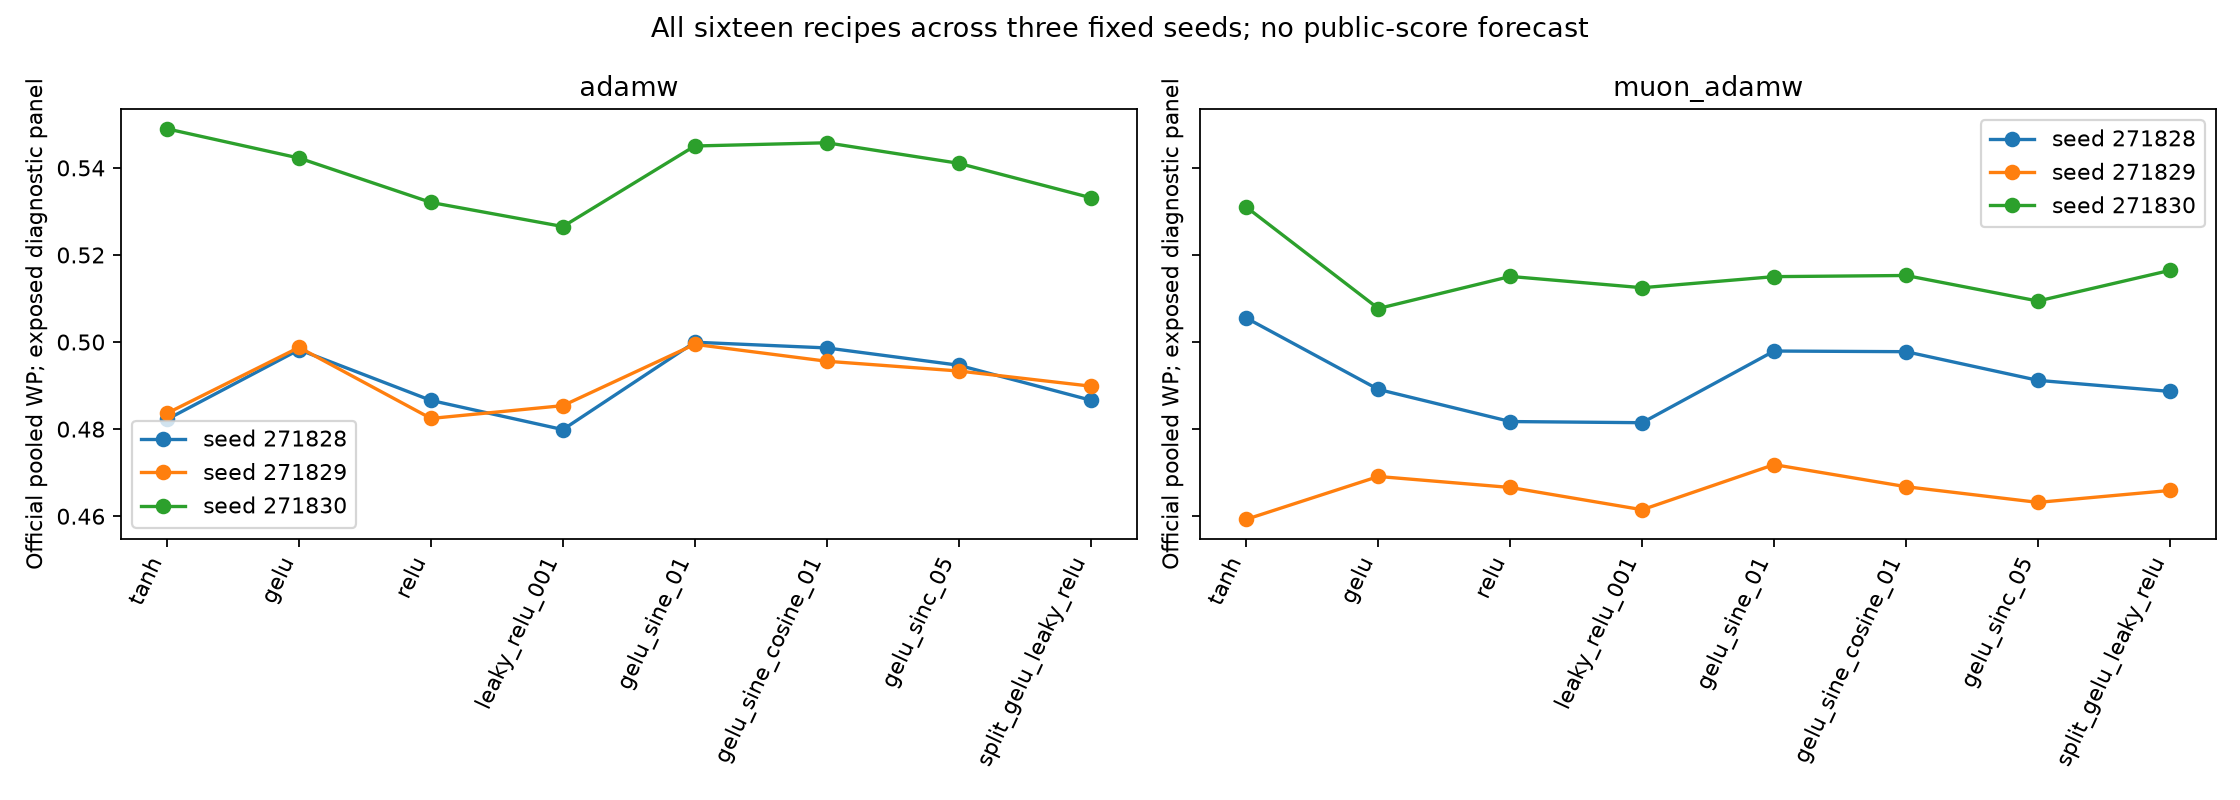 All sixteen recipes across three fixed seeds; no public-score forecast
adamw
Official pooled WP; exposed diagnostic panel
0.54
0.52
0.50
0.48
0.46
seed 271828
seed 271829
seed 271830
tanh
gelu
relu
leaky_relu_001
gelu_sine_01
gelu_sine_cosine_01
gelu_sinc_05
split_gelu_leaky_relu
muon_adamw
Official pooled WP; exposed diagnostic panel
seed 271828
seed 271829
seed 271830
tanh
gelu
relu
leaky_relu_001
gelu_sine_01
gelu_sine_cosine_01
gelu_sinc_05
split_gelu_leaky_relu